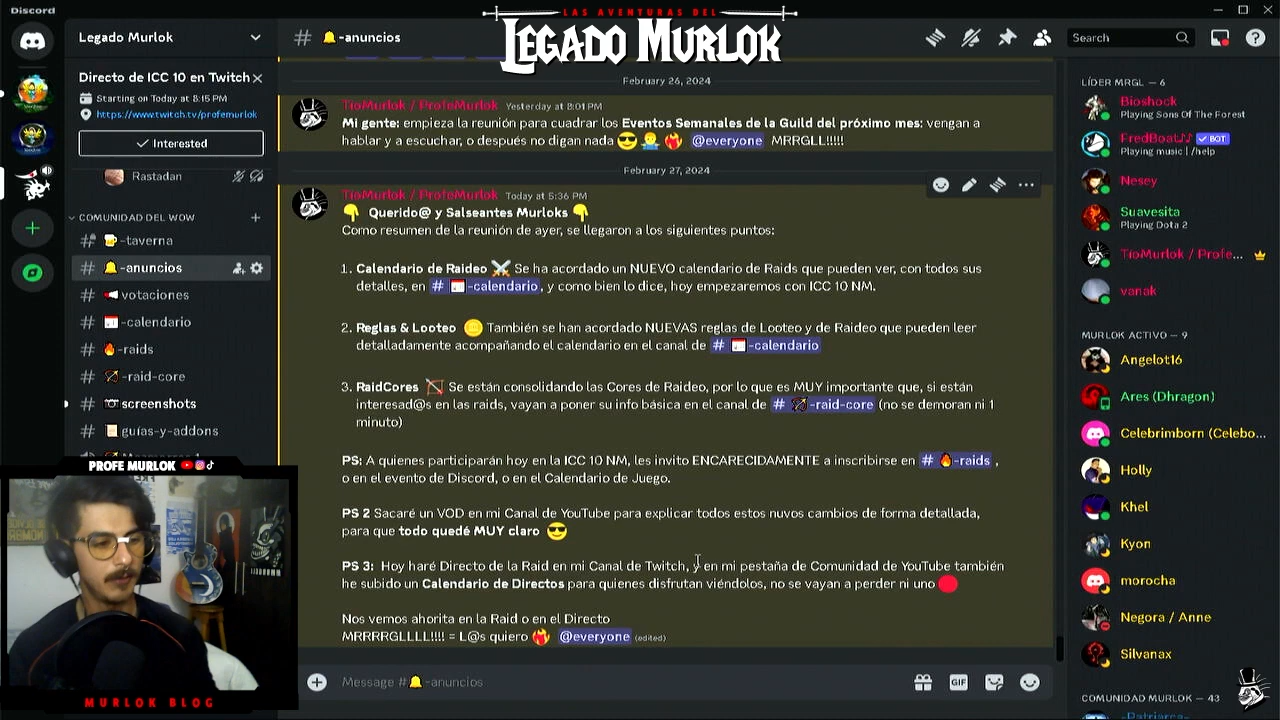 Discord
LAS AVENTURAS DEL
LEGADO MURLOK
Legado Murlok
Directo de ICC 10 en Twitch
Starting on Today at 8:15 PM
https://www.twitch.tv/profemurlok
Interested
Rastadan
COMUNIDAD DEL WOW
-taverna
-anuncios
votaciones
-calendario
-raids
-raid-core
screenshots
guías-y-addons
PROFE MURLOK
MURLOK BLOG
# -anuncios
Search
February 26, 2024
TíoMurlok / ProfeMurlok Yesterday at 8:01 PM
Mi gente: empieza la reunión para cuadrar los Eventos Semanales de la Guild del próximo mes: vengan a
hablar y a escuchar, o después no digan nada 😎 🤷‍♂️ ❤️‍🔥 @everyone MRRGLL!!!!!
February 27, 2024
TíoMurlok / ProfeMurlok Today at 5:36 PM
👇 Querido@ y Salseantes Murloks 👇
Como resumen de la reunión de ayer, se llegaron a los siguientes puntos:
1. Calendario de Raideo ⚔️ Se ha acordado un NUEVO calendario de Raids que pueden ver, con todos sus
detalles, en # 📅-calendario, y como bien lo dice, hoy empezaremos con ICC 10 NM.
2. Reglas & Looteo 🪙 También se han acordado NUEVAS reglas de Looteo y de Raideo que pueden leer
detalladamente acompañando el calendario en el canal de # 📅-calendario
3. RaidCores 🏹 Se están consolidando las Cores de Raideo, por lo que es MUY importante que, si están
interesad@s en las raids, vayan a poner su info básica en el canal de # 🏹-raid-core (no se demoran ni 1
minuto)
PS: A quienes participarán hoy en la ICC 10 NM, les invito ENCARECIDAMENTE a inscribirse en # 🔥-raids ,
o en el evento de Discord, o en el Calendario de Juego.
PS 2 Sacaré un VOD en mi Canal de YouTube para explicar todos estos nuvos cambios de forma detallada,
para que todo quedé MUY claro 😎
PS 3: Hoy haré Directo de la Raid en mi Canal de Twitch, y en mi pestaña de Comunidad de YouTube también
he subido un Calendario de Directos para quienes disfrutan viéndolos, no se vayan a perder ni uno 🔴
Nos vemos ahorita en la Raid o en el Directo
MRRRRGLLLL!!!! = L@s quiero ❤️‍🔥 @everyone (edited)
Message # 🔔-anuncios
GIF
LÍDER MRGL — 6
Bioshock
Playing Sons Of The Forest
FredBoat♪♪ ✓BOT
Playing music | /help
Nesey
Suavesita
Playing Dota 2
TíoMurlok / Profe...
vanak
MURLOK ACTIVO — 9
Angelot16
Ares (Dhragon)
Celebrimborn (Celebo...
Holly
Khel
Kyon
morocha
Negora / Anne
Silvanax
COMUNIDAD MURLOK — 43
-Patriarca-